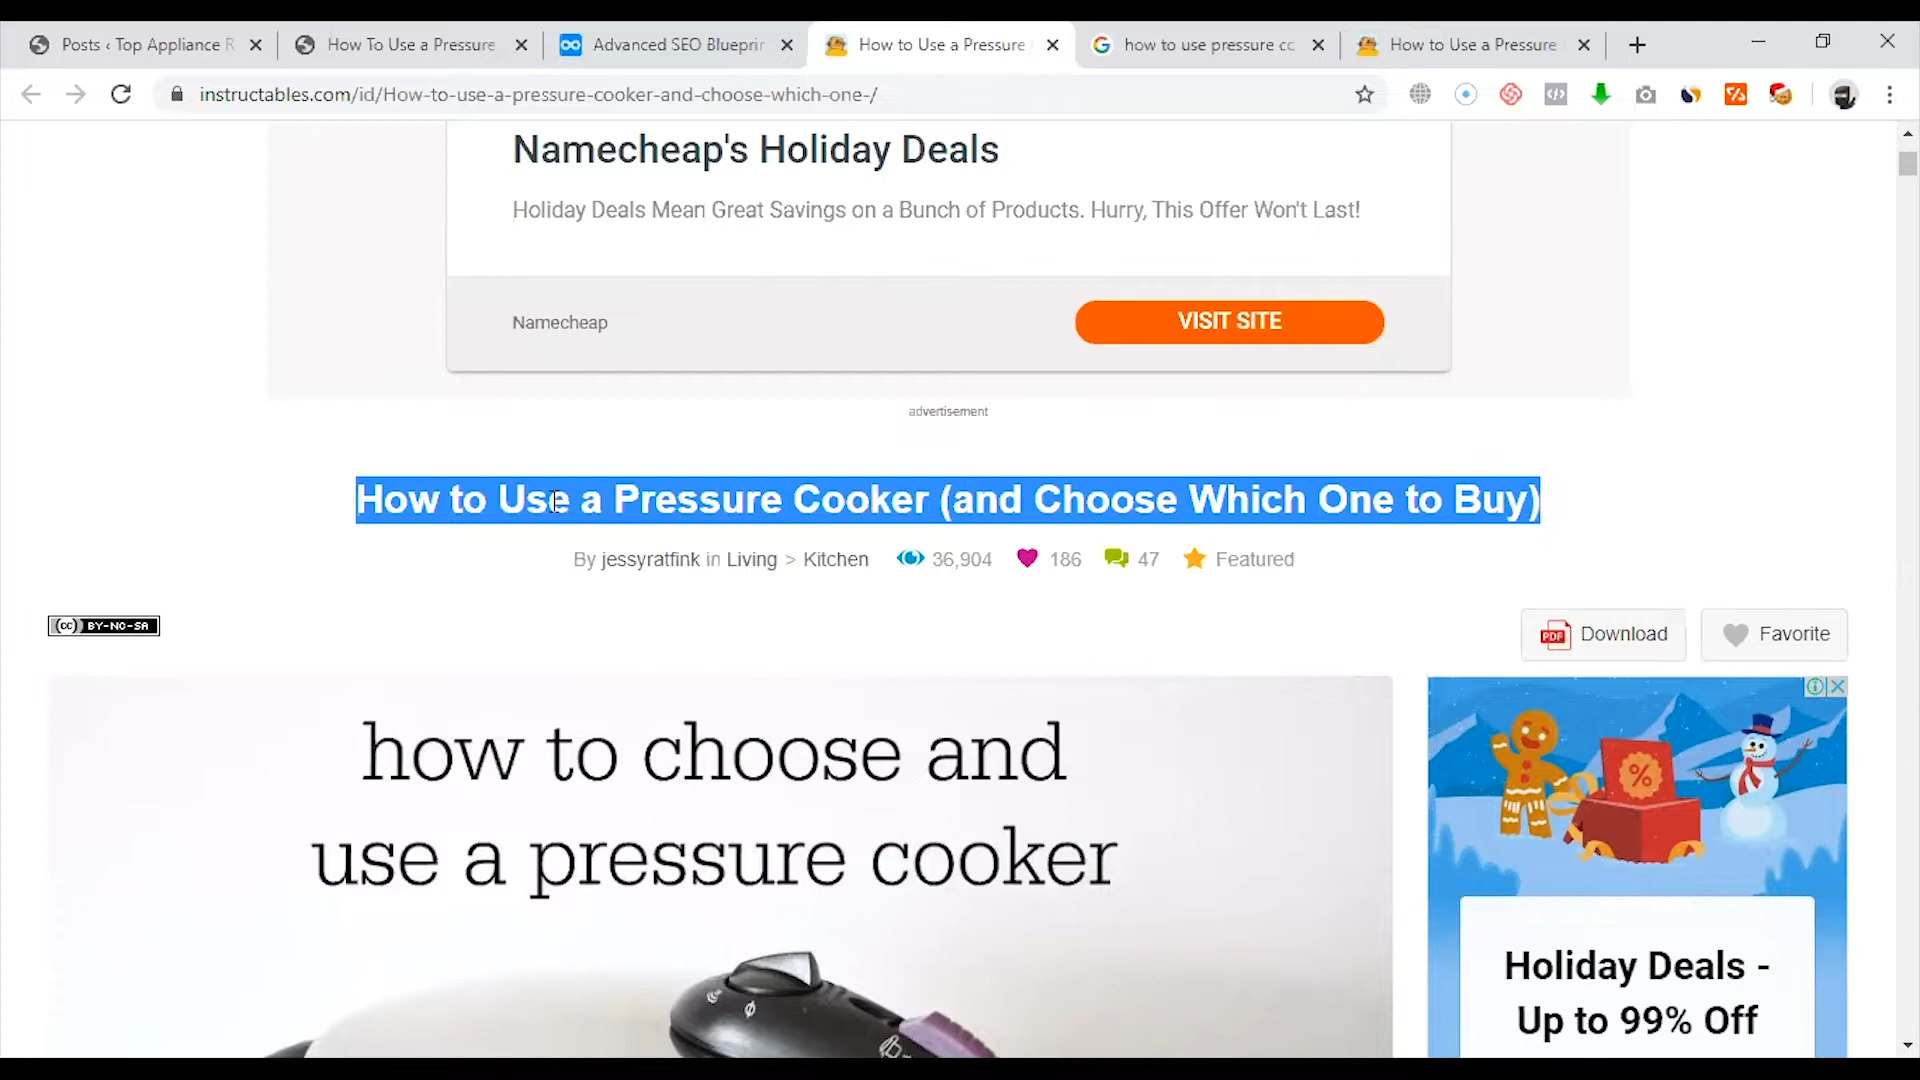 Posts ‹ Top Appliance R
How To Use a Pressure
Advanced SEO Blueprin
How to Use a Pressure
how to use pressure co
How to Use a Pressure
instructables.com/id/How-to-use-a-pressure-cooker-and-choose-which-one-/
Namecheap's Holiday Deals
Holiday Deals Mean Great Savings on a Bunch of Products. Hurry, This Offer Won't Last!
Namecheap
VISIT SITE
advertisement
How to Use a Pressure Cooker (and Choose Which One to Buy)
By jessyratfink in Living > Kitchen 36,904 186 47 Featured
(cc) BY-NC-SA
PDF Download
Favorite
how to choose and
use a pressure cooker
%
Holiday Deals -
Up to 99% Off